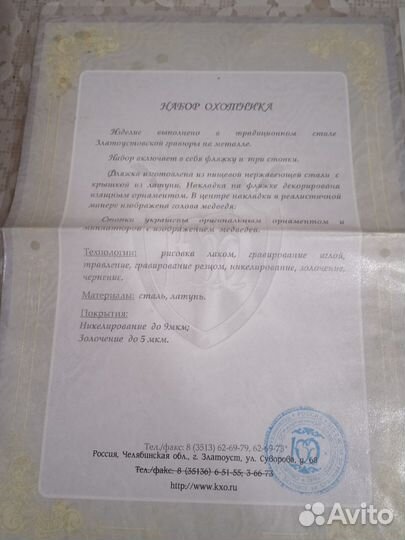 НАБОР ОХОТНИКА
Изделие выполнено в традиционном стиле
Златоустовской гравюры на металле.
Набор включает в себя фляжку и три стопки.
Фляжка изготовлена из пищевой нержавеющей стали с
крышкой из латуни. Накладка на фляжке декорирована
изящным орнаментом. В центре накладки в реалистичной
манере изображена голова медведя.
Стопки украшены оригинальным орнаментом и
миниатюрой с изображением медведей.
Технологии: рисовка лаком, гравирование иглой,
травление, гравирование резцом, никелирование, золочение,
чернение.
Материалы: сталь, латунь.
Покрытия:
Никелирование до 9мкм;
Золочение до 5 мкм.
Тел./факс: 8 (3513) 62-69-79, 62-69-73
Россия, Челябинская обл., г. Златоуст, ул. Суворова, д. 68
Тел./факс: 8 (35136) 6-51-55; 3-66-73
http://www.kxo.ru
Avito